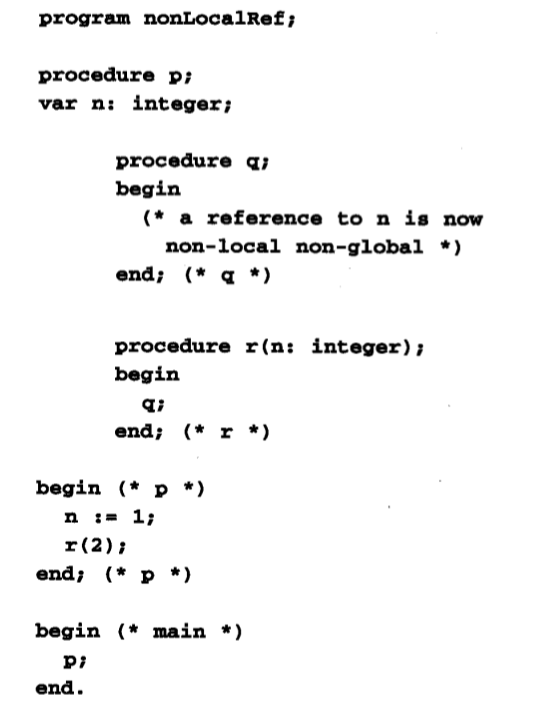 program nonLocalRef;
procedure p;
var n: integer;
procedure q;
begin
(* a reference to n is now
non-local non-global *)
end; (* q *)
procedure r(n: integer);
begin
q;
end; (* r *)
begin (* p *)
n := 1;
r(2);
end; (* p *)
begin (* main *)
p;
end.